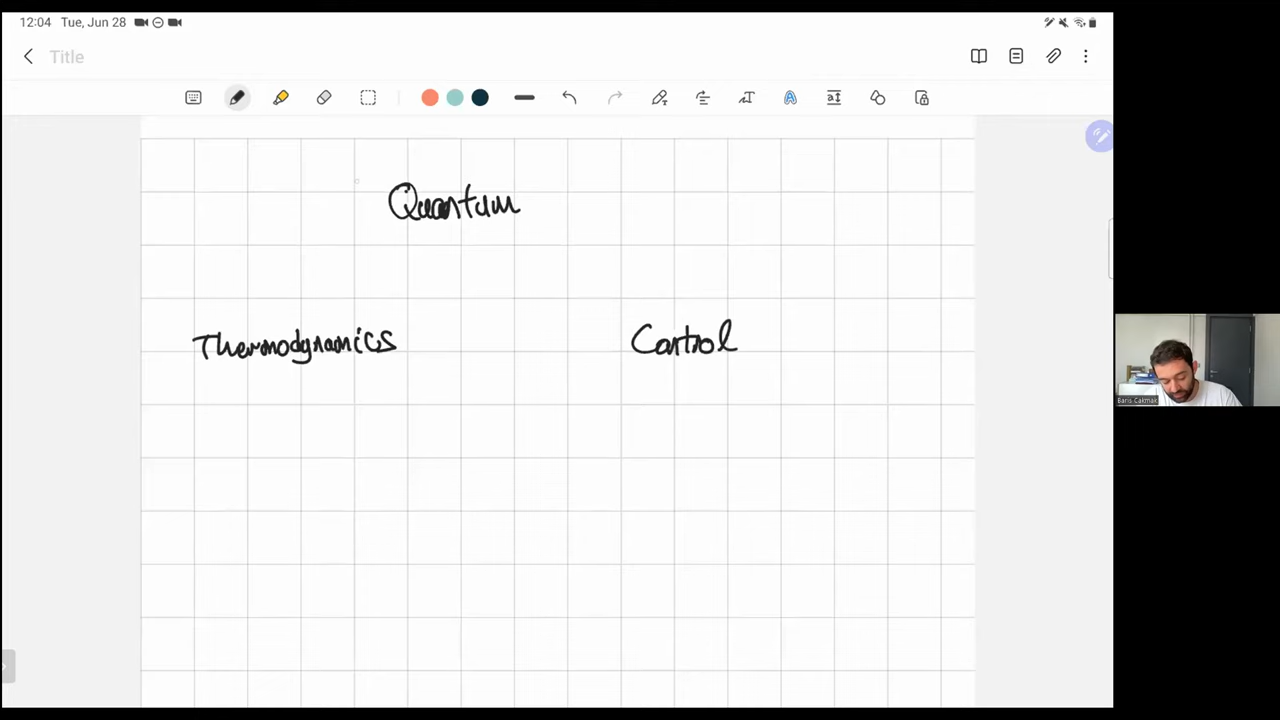 12:04 Tue, Jun 28
Title
Quantum
Thermodynamics Control
Baris Cakmak